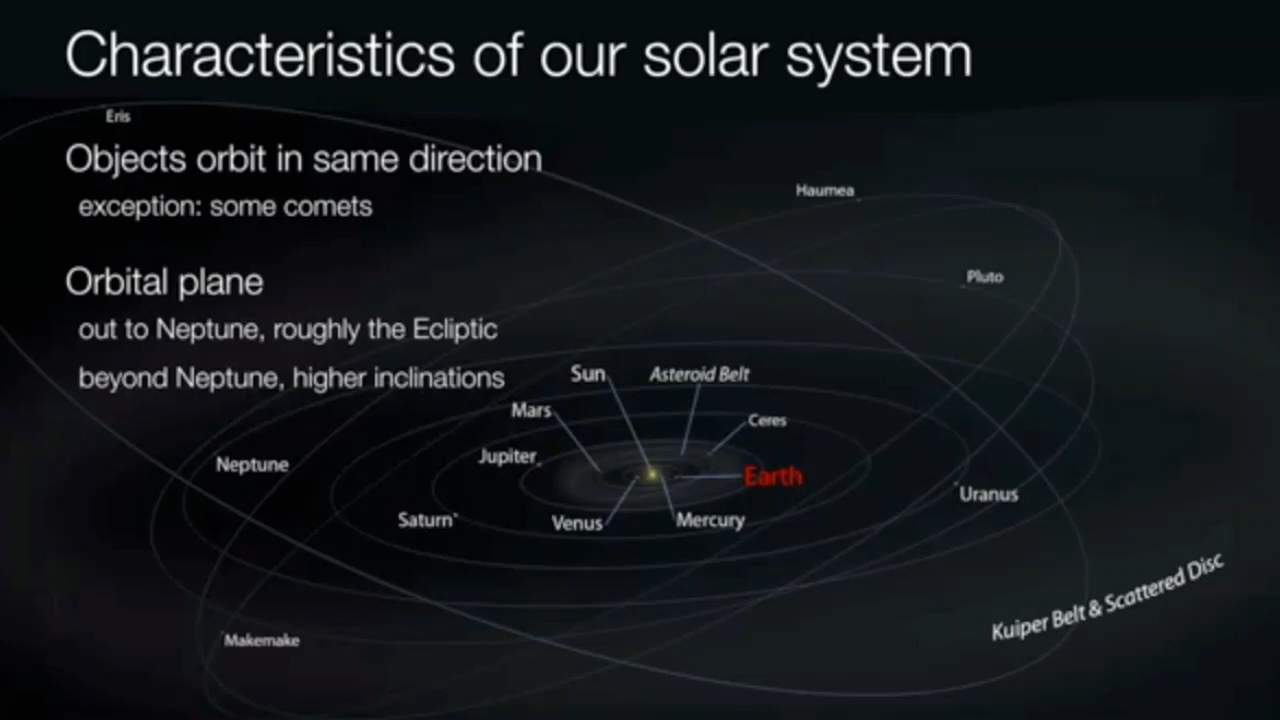 Characteristics of our solar system
Eris
Objects orbit in same direction
exception: some comets
Haumea
Orbital plane
Pluto
out to Neptune, roughly the Ecliptic
beyond Neptune, higher inclinations
Sun
Asteroid Belt
Mars
Ceres
Jupiter
Neptune
Earth
Uranus
Saturn
Venus
Mercury
Kuiper Belt & Scattered Disc
Makemake